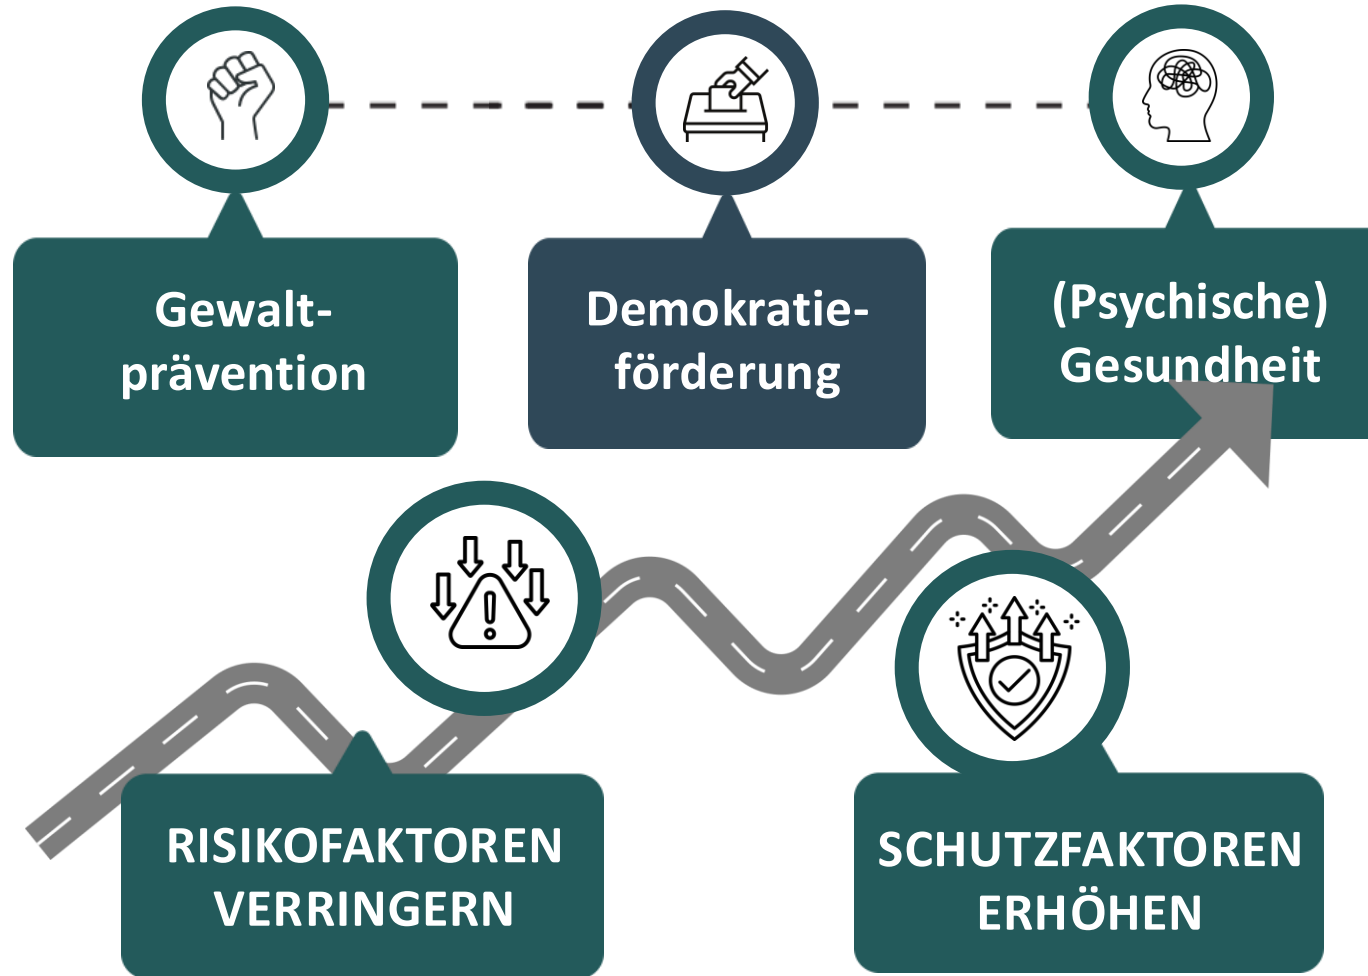 Gewalt-
prävention
Demokratie-
förderung
(Psychische)
Gesundheit
RISIKOFAKTOREN
VERRINGERN
SCHUTZFAKTOREN
ERHÖHEN